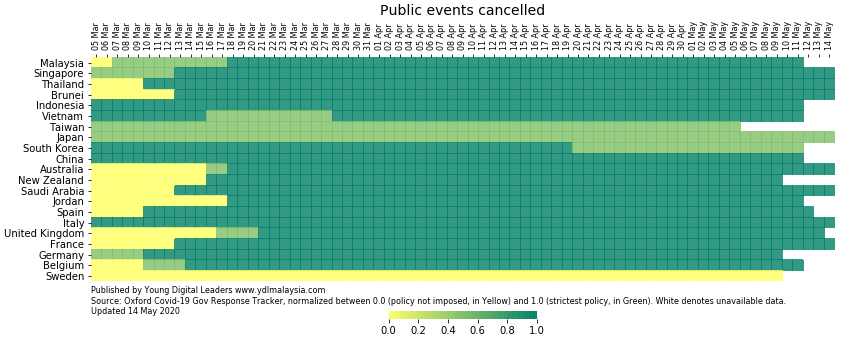 Public events cancelled
05 Mar
06 Mar
07 Mar
08 Mar
09 Mar
10 Mar
11 Mar
12 Mar
13 Mar
14 Mar
15 Mar
16 Mar
17 Mar
18 Mar
19 Mar
20 Mar
21 Mar
22 Mar
23 Mar
24 Mar
25 Mar
26 Mar
27 Mar
28 Mar
29 Mar
30 Mar
31 Mar
01 Apr
02 Apr
03 Apr
04 Apr
05 Apr
06 Apr
07 Apr
08 Apr
09 Apr
10 Apr
11 Apr
12 Apr
13 Apr
14 Apr
15 Apr
16 Apr
17 Apr
18 Apr
19 Apr
20 Apr
21 Apr
22 Apr
23 Apr
24 Apr
25 Apr
26 Apr
27 Apr
28 Apr
29 Apr
30 Apr
01 May
02 May
03 May
04 May
05 May
06 May
07 May
08 May
09 May
10 May
11 May
12 May
13 May
14 May
Malaysia
Singapore
Thailand
Brunei
Indonesia
Vietnam
Taiwan
Japan
South Korea
China
Australia
New Zealand
Saudi Arabia
Jordan
Spain
Italy
United Kingdom
France
Germany
Belgium
Sweden
Published by Young Digital Leaders www.ydlmalaysia.com
Source: Oxford Covid-19 Gov Response Tracker, normalized between 0.0 (policy not imposed, in Yellow) and 1.0 (strictest policy, in Green). White denotes unavailable data.
Updated 14 May 2020
0.0 0.2 0.4 0.6 0.8 1.0